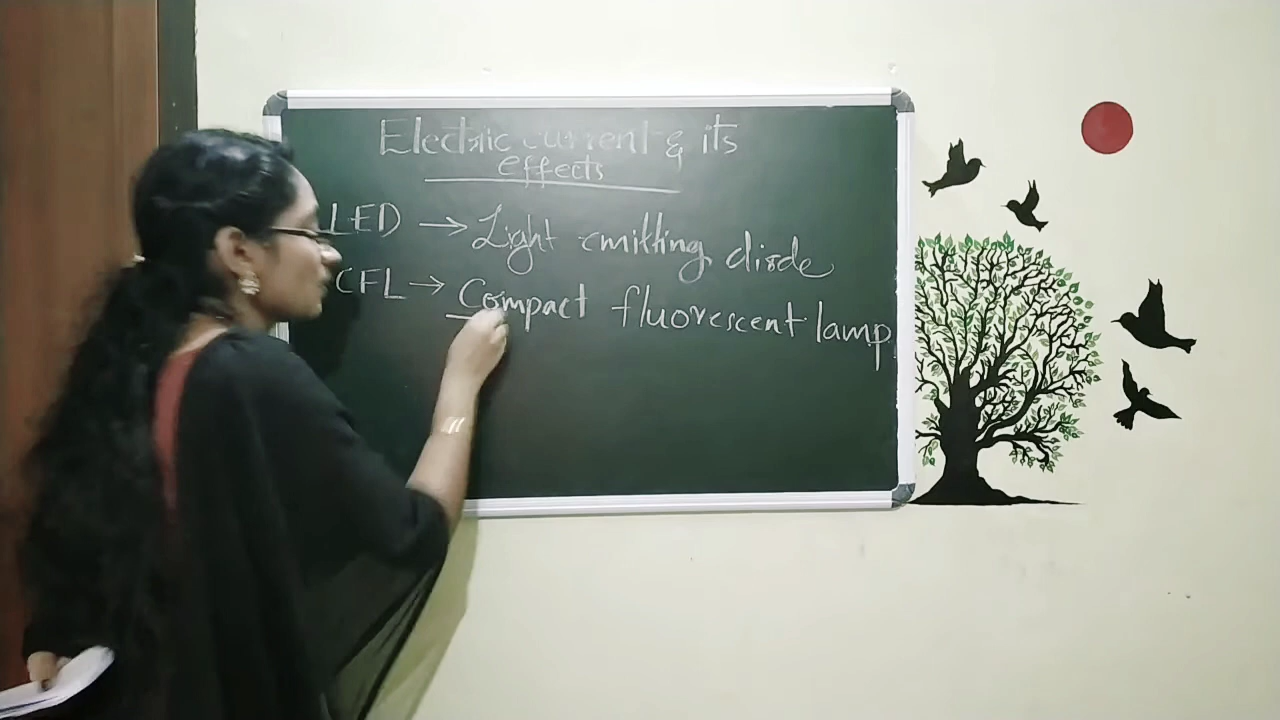 Electric current & its
effects
LED → Light emitting diode
CFL → Compact fluorescent lamp